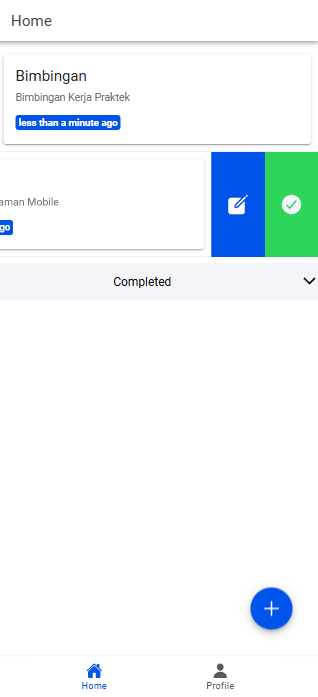 Home
Bimbingan
Bimbingan Kerja Praktek
less than a minute ago
aman Mobile
go
Completed
Home
Profile